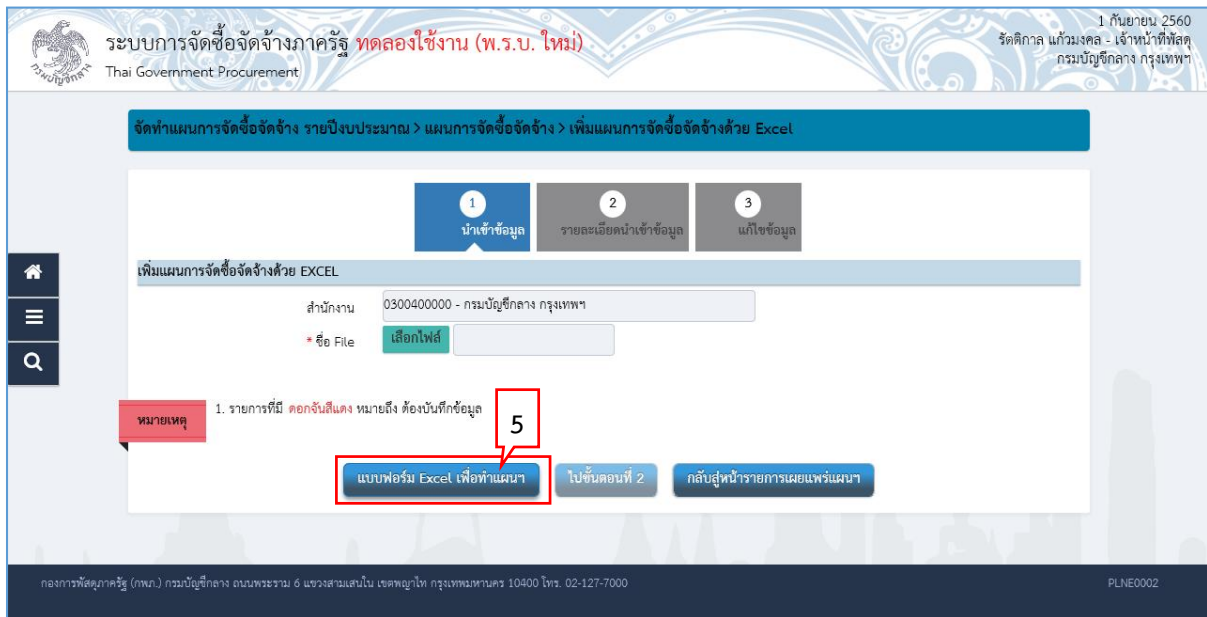 1 กันยายน 2560
ระบบการจัดซื้อจัดจ้างภาครัฐ ทดลองใช้งาน (พ.ร.บ. ใหม่)
รัตติกาล แก้วมงคล - เจ้าหน้าที่พัสดุ
Thai Government Procurement
กรมบัญชีกลาง กรุงเทพฯ
กรมบัญชีกลาง
จัดทำแผนการจัดซื้อจัดจ้าง รายปีงบประมาณ > แผนการจัดซื้อจัดจ้าง > เพิ่มแผนการจัดซื้อจัดจ้างด้วย Excel
1 2 3
นำเข้าข้อมูล รายละเอียดนำเข้าข้อมูล แก้ไขข้อมูล
เพิ่มแผนการจัดซื้อจัดจ้างด้วย EXCEL
สำนักงาน 0300400000 - กรมบัญชีกลาง กรุงเทพฯ
* ชื่อ File เลือกไฟล์
หมายเหตุ 1. รายการที่มี ดอกจันสีแดง หมายถึง ต้องบันทึกข้อมูล
5
แบบฟอร์ม Excel เพื่อทำแผนฯ ไปขั้นตอนที่ 2 กลับสู่หน้ารายการเผยแพร่แผนฯ
กองการพัสดุภาครัฐ (กพภ.) กรมบัญชีกลาง ถนนพระราม 6 แขวงสามเสนใน เขตพญาไท กรุงเทพมหานคร 10400 โทร. 02-127-7000 PLNE0002